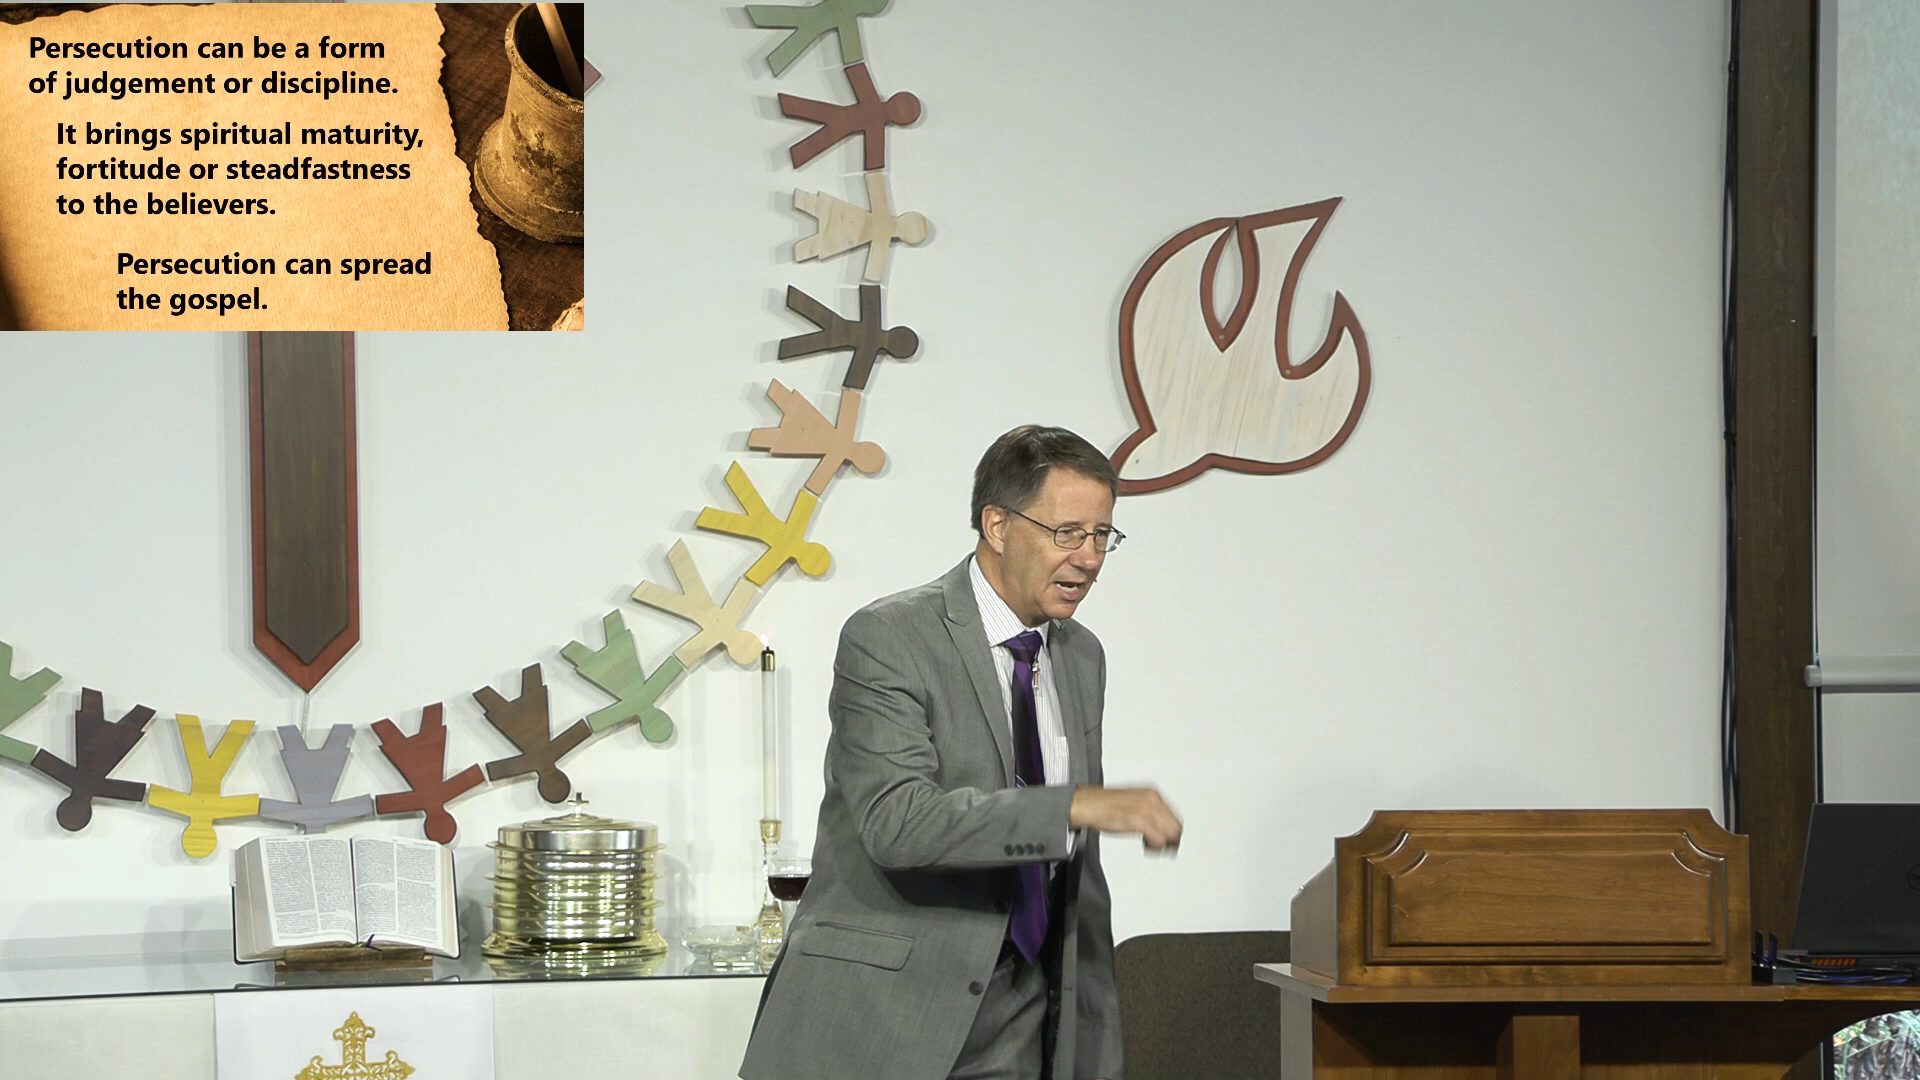 Persecution can be a form
of judgement or discipline.
It brings spiritual maturity,
fortitude or steadfastness
to the believers.
Persecution can spread
the gospel.